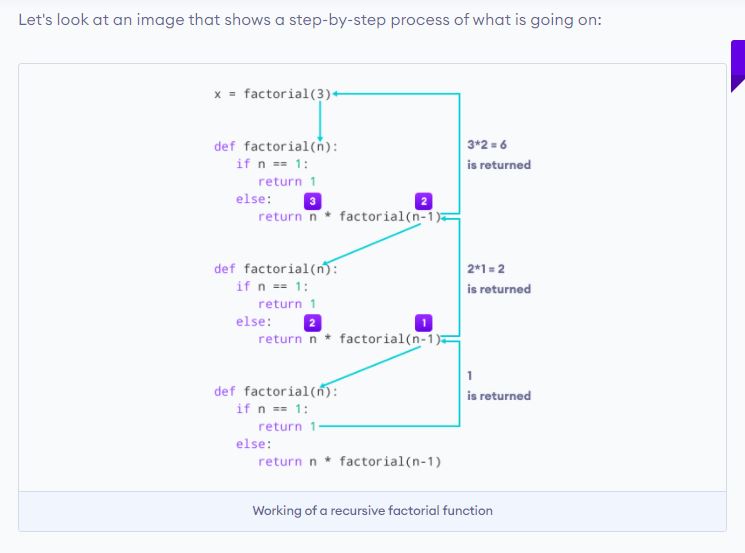 Let's look at an image that shows a step-by-step process of what is going on:
x = factorial(3)
def factorial(n):
if n == 1:
return 1
else:
3 2
return n * factorial(n-1)
3*2 = 6
is returned
def factorial(n):
if n == 1:
return 1
else:
2 1
return n * factorial(n-1)
2*1 = 2
is returned
def factorial(n):
if n == 1:
return 1
else:
return n * factorial(n-1)
1
is returned
Working of a recursive factorial function